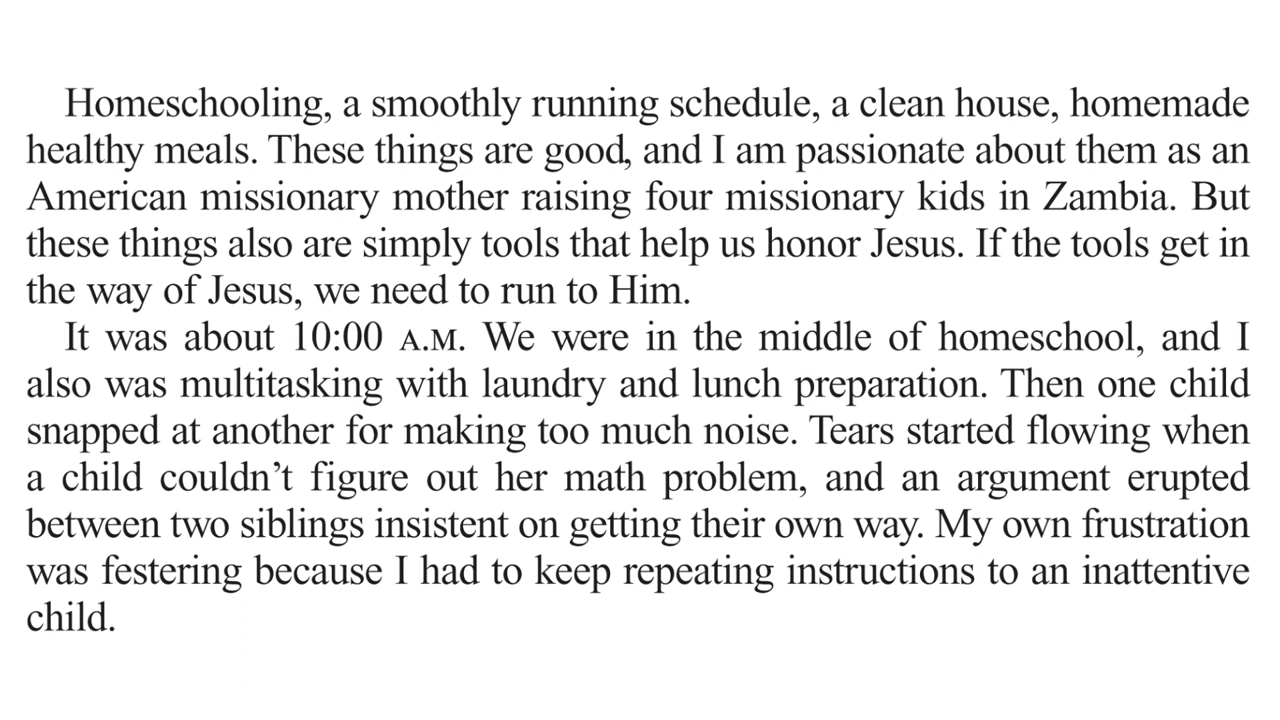 Homeschooling, a smoothly running schedule, a clean house, homemade
healthy meals. These things are good, and I am passionate about them as an
American missionary mother raising four missionary kids in Zambia. But
these things also are simply tools that help us honor Jesus. If the tools get in
the way of Jesus, we need to run to Him.
It was about 10:00 A.M. We were in the middle of homeschool, and I
also was multitasking with laundry and lunch preparation. Then one child
snapped at another for making too much noise. Tears started flowing when
a child couldn’t figure out her math problem, and an argument erupted
between two siblings insistent on getting their own way. My own frustration
was festering because I had to keep repeating instructions to an inattentive
child.